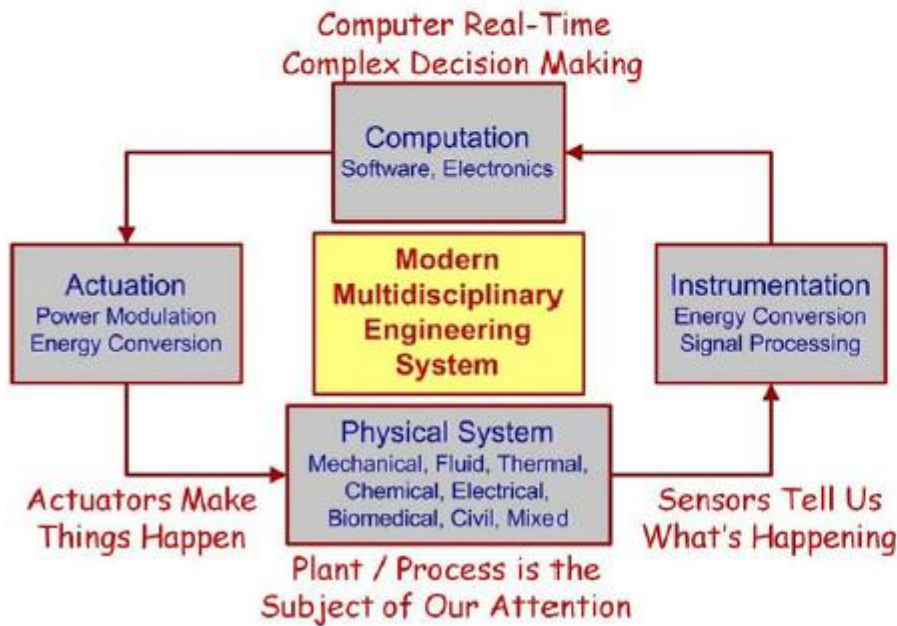 Computer Real-Time
Complex Decision Making
Computation
Software, Electronics
Actuation
Power Modulation
Energy Conversion
Modern
Multidisciplinary
Engineering
System
Instrumentation
Energy Conversion
Signal Processing
Physical System
Mechanical, Fluid, Thermal,
Chemical, Electrical,
Biomedical, Civil, Mixed
Actuators Make
Things Happen
Sensors Tell Us
What's Happening
Plant / Process is the
Subject of Our Attention